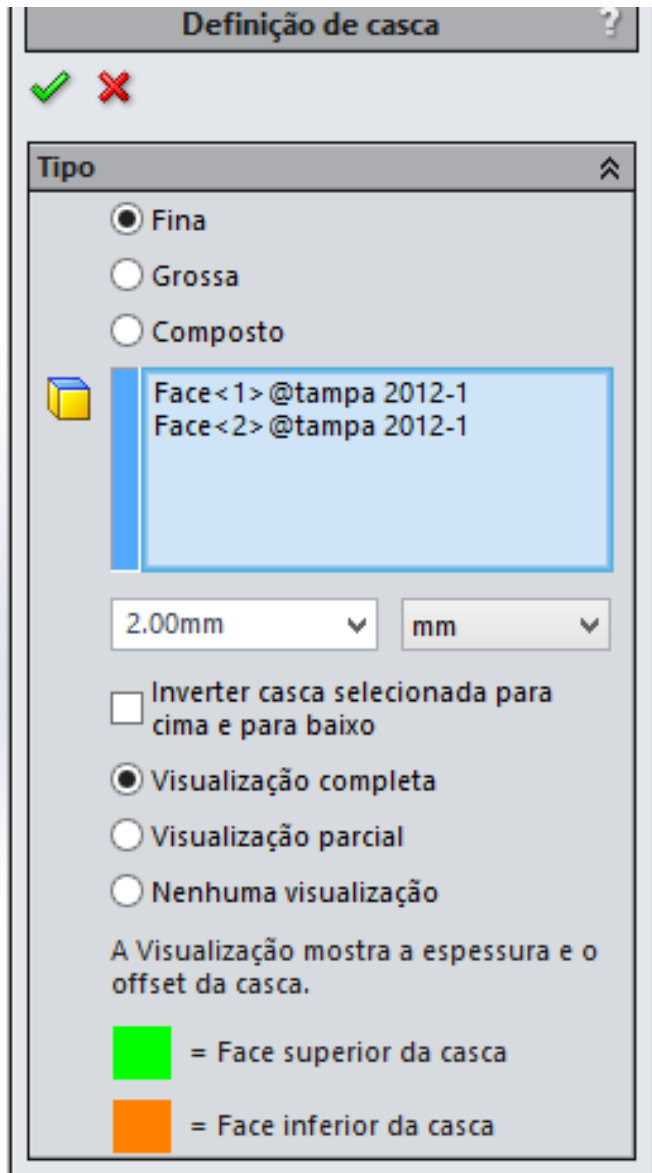 Definição de casca ?
Tipo
Fina
Grossa
Composto
Face<1>@tampa 2012-1
Face<2>@tampa 2012-1
2.00mm mm
Inverter casca selecionada para
cima e para baixo
Visualização completa
Visualização parcial
Nenhuma visualização
A Visualização mostra a espessura e o
offset da casca.
= Face superior da casca
= Face inferior da casca